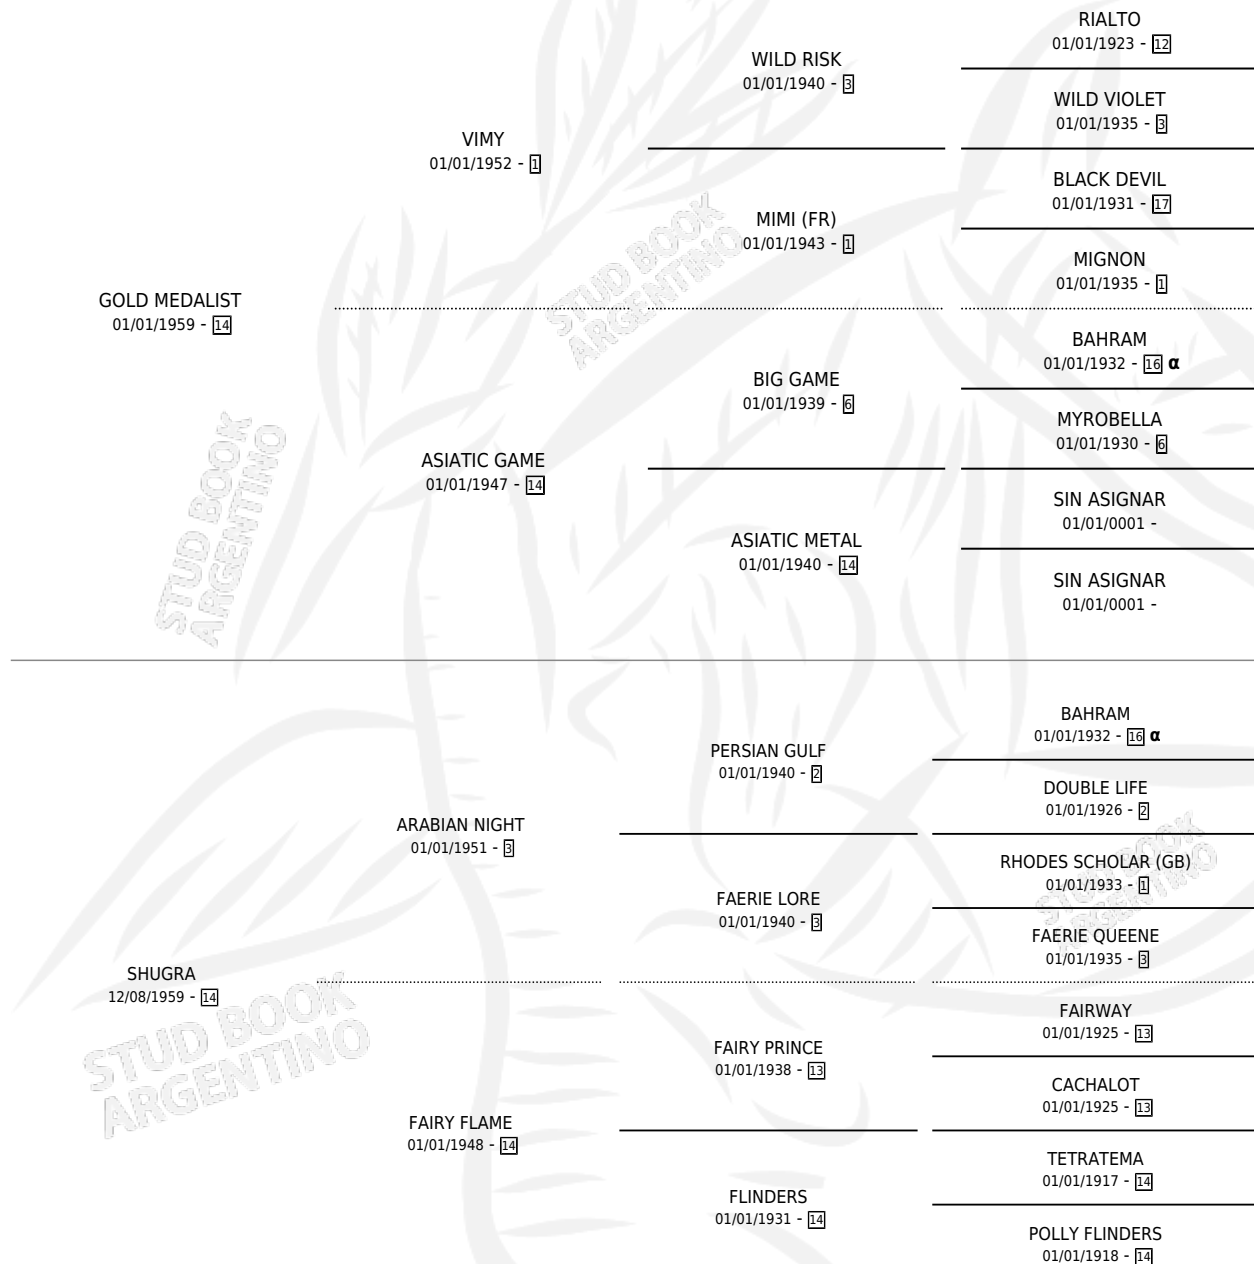 RIALTO
01/01/1923 - 12
WILD RISK
01/01/1940 - 3
WILD VIOLET
01/01/1935 - 3
VIMY
01/01/1952 - 1
BLACK DEVIL
01/01/1931 - 17
MIMI (FR)
01/01/1943 - 1
MIGNON
01/01/1935 - 1
STUD BOOK
ARGENTINO
GOLD MEDALIST
01/01/1959 - 14
BAHRAM
01/01/1932 - 16 α
BIG GAME
01/01/1939 - 6
MYROBELLA
01/01/1930 - 6
ASIATIC GAME
01/01/1947 - 14
SIN ASIGNAR
01/01/0001 -
ASIATIC METAL
01/01/1940 - 14
SIN ASIGNAR
01/01/0001 -
STUD BOOK
ARGENTINO
BAHRAM
01/01/1932 - 16 α
PERSIAN GULF
01/01/1940 - 2
DOUBLE LIFE
01/01/1926 - 2
ARABIAN NIGHT
01/01/1951 - 3
RHODES SCHOLAR (GB)
01/01/1933 - 1
STUD BOOK
ARGENTINO
FAERIE LORE
01/01/1940 - 3
FAERIE QUEENE
01/01/1935 - 3
SHUGRA
12/08/1959 - 14
FAIRWAY
01/01/1925 - 13
FAIRY PRINCE
01/01/1938 - 13
CACHALOT
01/01/1925 - 13
STUD BOOK
ARGENTINO
FAIRY FLAME
01/01/1948 - 14
TETRATEMA
01/01/1917 - 14
FLINDERS
01/01/1931 - 14
POLLY FLINDERS
01/01/1918 - 14